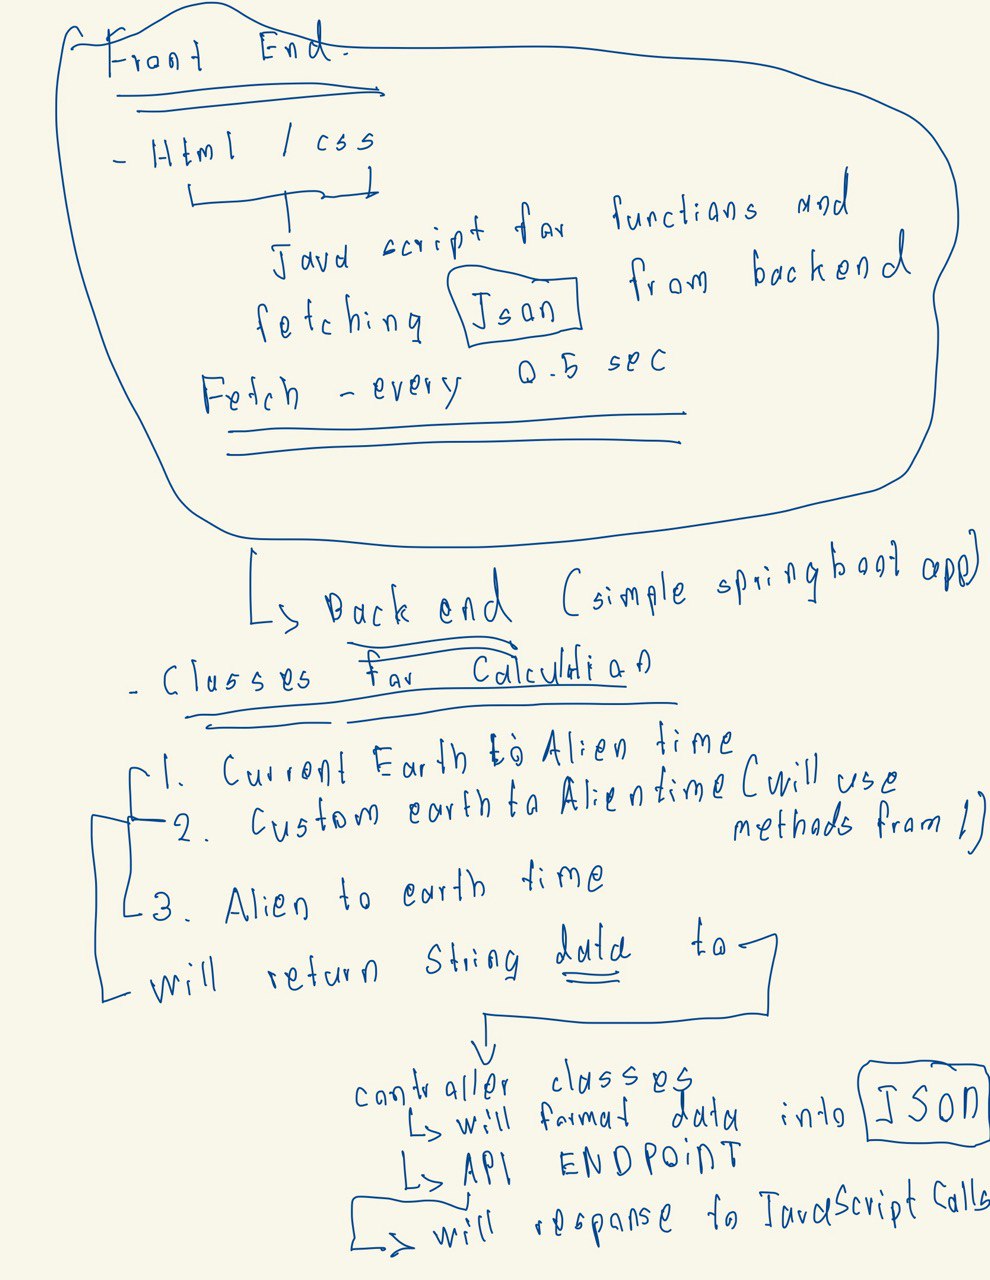 Front End.
- Html / css
Java script for functions and
fetching Json from backend
Fetch - every 0.5 sec
Back end (simple springboot app)
- Classes for Calculation
1. Current Earth to Alien time
2. Custom earth to Alien time (will use
methods from 1)
3. Alien to earth time
will return String data to
controller classes
will format data into JSon
API ENDPOINT
will response to JavaScript Calls